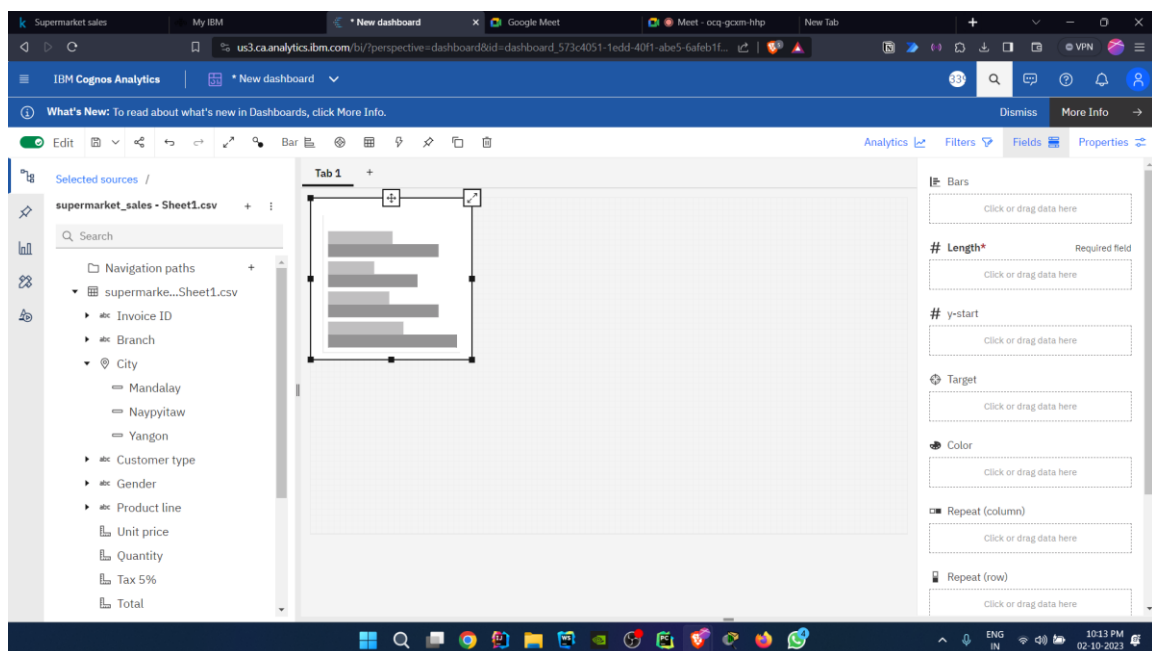 Supermarket sales My IBM * New dashboard Google Meet Meet - ocq-gcxm-hhp New Tab
us3.ca.analytics.ibm.com/bi/?perspective=dashboard&id=dashboard_573c4051-1edd-40f1-abe5-6afeb1f... VPN
IBM Cognos Analytics * New dashboard
What's New: To read about what's new in Dashboards, click More Info. Dismiss More Info
Edit Bar Analytics Filters Fields Properties
Selected sources /
supermarket_sales - Sheet1.csv
Search
Navigation paths
supermarke...Sheet1.csv
abc Invoice ID
abc Branch
City
Mandalay
Naypyitaw
Yangon
abc Customer type
abc Gender
abc Product line
Unit price
Quantity
Tax 5%
Total
Tab 1 +
Bars
Click or drag data here
# Length* Required field
Click or drag data here
# y-start
Click or drag data here
Target
Click or drag data here
Color
Click or drag data here
Repeat (column)
Click or drag data here
Repeat (row)
Click or drag data here
ENG
IN
10:13 PM
02-10-2023